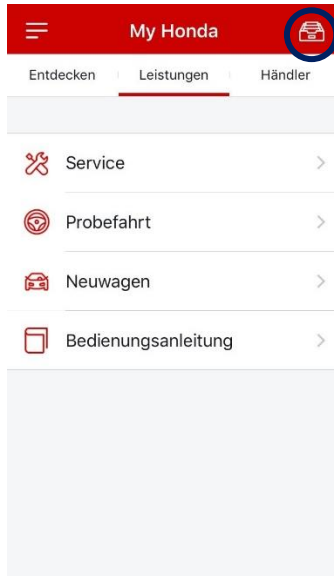 My Honda
Entdecken Leistungen Händler
Service
Probefahrt
Neuwagen
Bedienungsanleitung